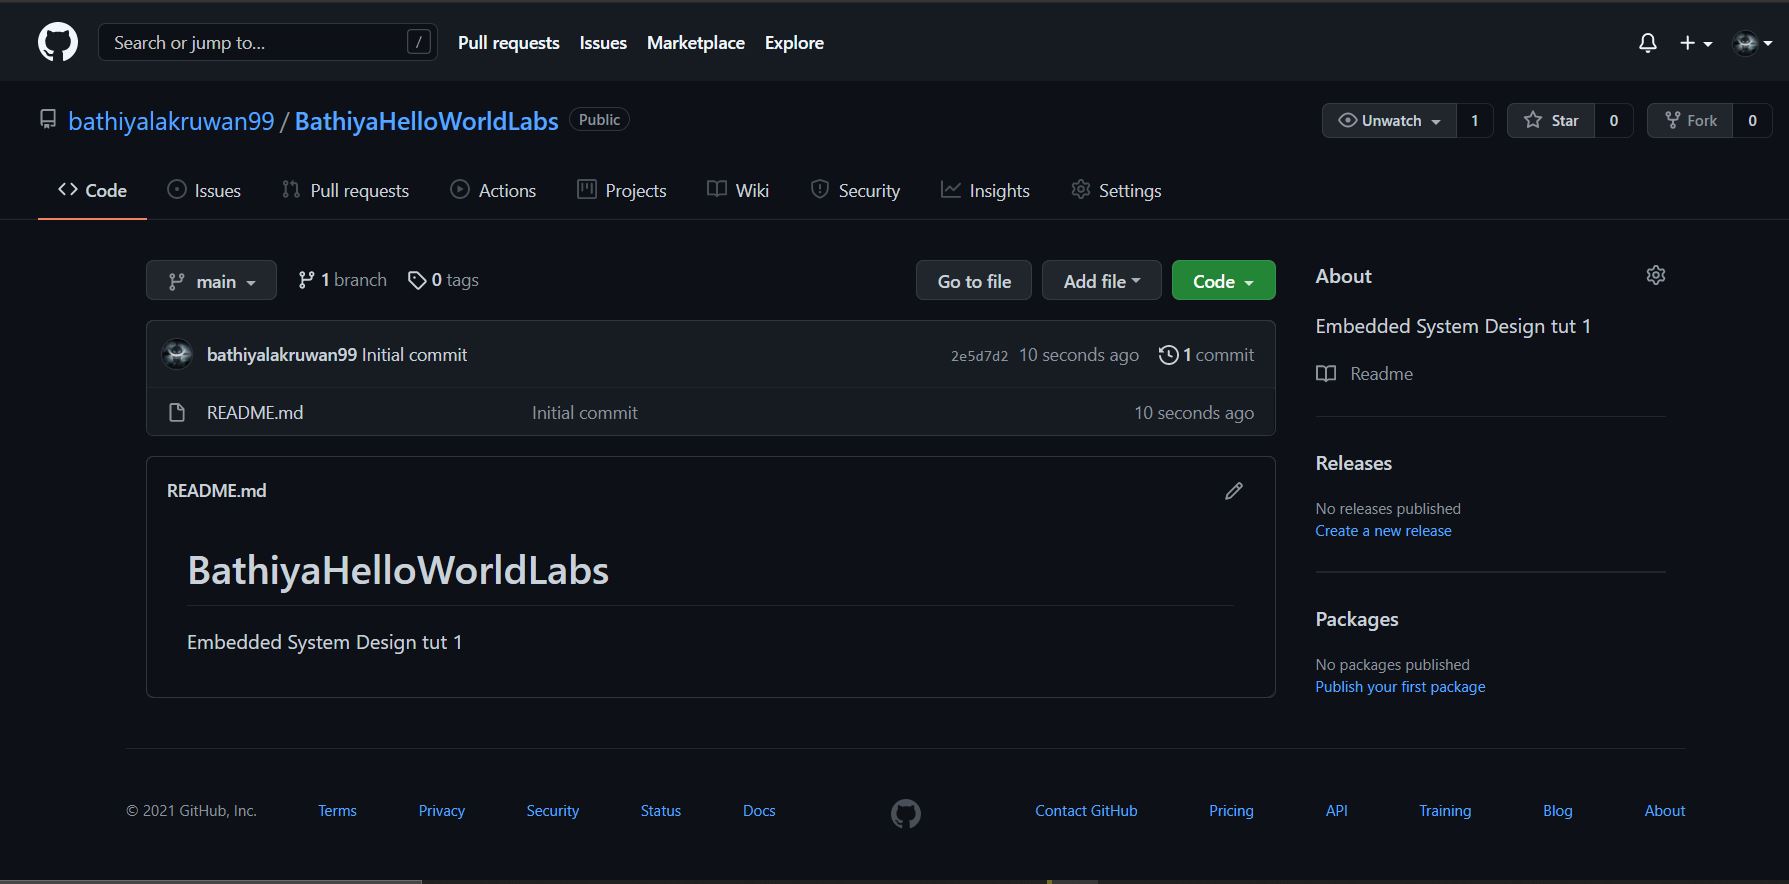 Search or jump to... / Pull requests Issues Marketplace Explore
bathiyalakruwan99 / BathiyaHelloWorldLabs Public Unwatch 1 Star 0 Fork 0
Code Issues Pull requests Actions Projects Wiki Security Insights Settings
main 1 branch 0 tags Go to file Add file Code
bathiyalakruwan99 Initial commit 2e5d7d2 10 seconds ago 1 commit
README.md Initial commit 10 seconds ago
README.md
BathiyaHelloWorldLabs
Embedded System Design tut 1
About
Embedded System Design tut 1
Readme
Releases
No releases published
Create a new release
Packages
No packages published
Publish your first package
© 2021 GitHub, Inc. Terms Privacy Security Status Docs Contact GitHub Pricing API Training Blog About